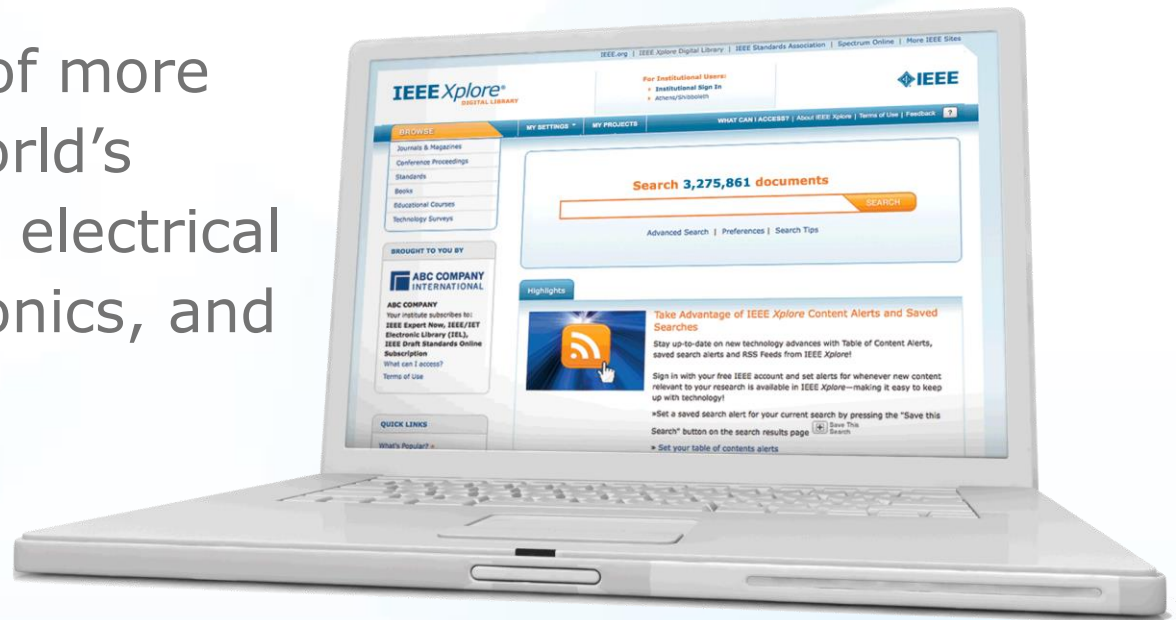 of more
orld's
electrical
onics, and
IEEE.org | IEEE Xplore Digital Library | IEEE Standards Association | Spectrum Online | More IEEE Sites
IEEE Xplore®
DIGITAL LIBRARY
For Institutional Users:
Institutional Sign In
Athens/Shibboleth
IEEE
BROWSE
MY SETTINGS
MY PROJECTS
WHAT CAN I ACCESS? | About IEEE Xplore | Terms of Use | Feedback ?
Journals & Magazines
Conference Proceedings
Standards
Books
Educational Courses
Technology Surveys
Search 3,275,861 documents
SEARCH
Advanced Search | Preferences | Search Tips
BROUGHT TO YOU BY
ABC COMPANY
INTERNATIONAL
ABC COMPANY
Your institute subscribes to:
IEEE Expert Now, IEEE/IET
Electronic Library (IEL),
IEEE Draft Standards Online
Subscription
What can I access?
Terms of Use
QUICK LINKS
What's Popular?
Highlights
Take Advantage of IEEE Xplore Content Alerts and Saved
Searches
Stay up-to-date on new technology advances with Table of Content Alerts,
saved search alerts and RSS Feeds from IEEE Xplore!
Sign in with your free IEEE account and set alerts for whenever new content
relevant to your research is available in IEEE Xplore—making it easy to keep
up with technology!
»Set a saved search alert for your current search by pressing the "Save this
Search" button on the search results page + Save This
Search
» Set your table of contents alerts